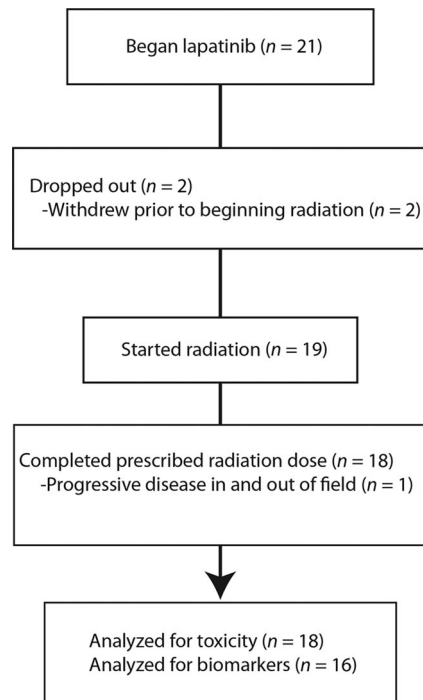 Began lapatinib (n = 21)
Dropped out (n = 2)
-Withdrew prior to beginning radiation (n = 2)
Started radiation (n = 19)
Completed prescribed radiation dose (n = 18)
-Progressive disease in and out of field (n = 1)
Analyzed for toxicity (n = 18)
Analyzed for biomarkers (n = 16)